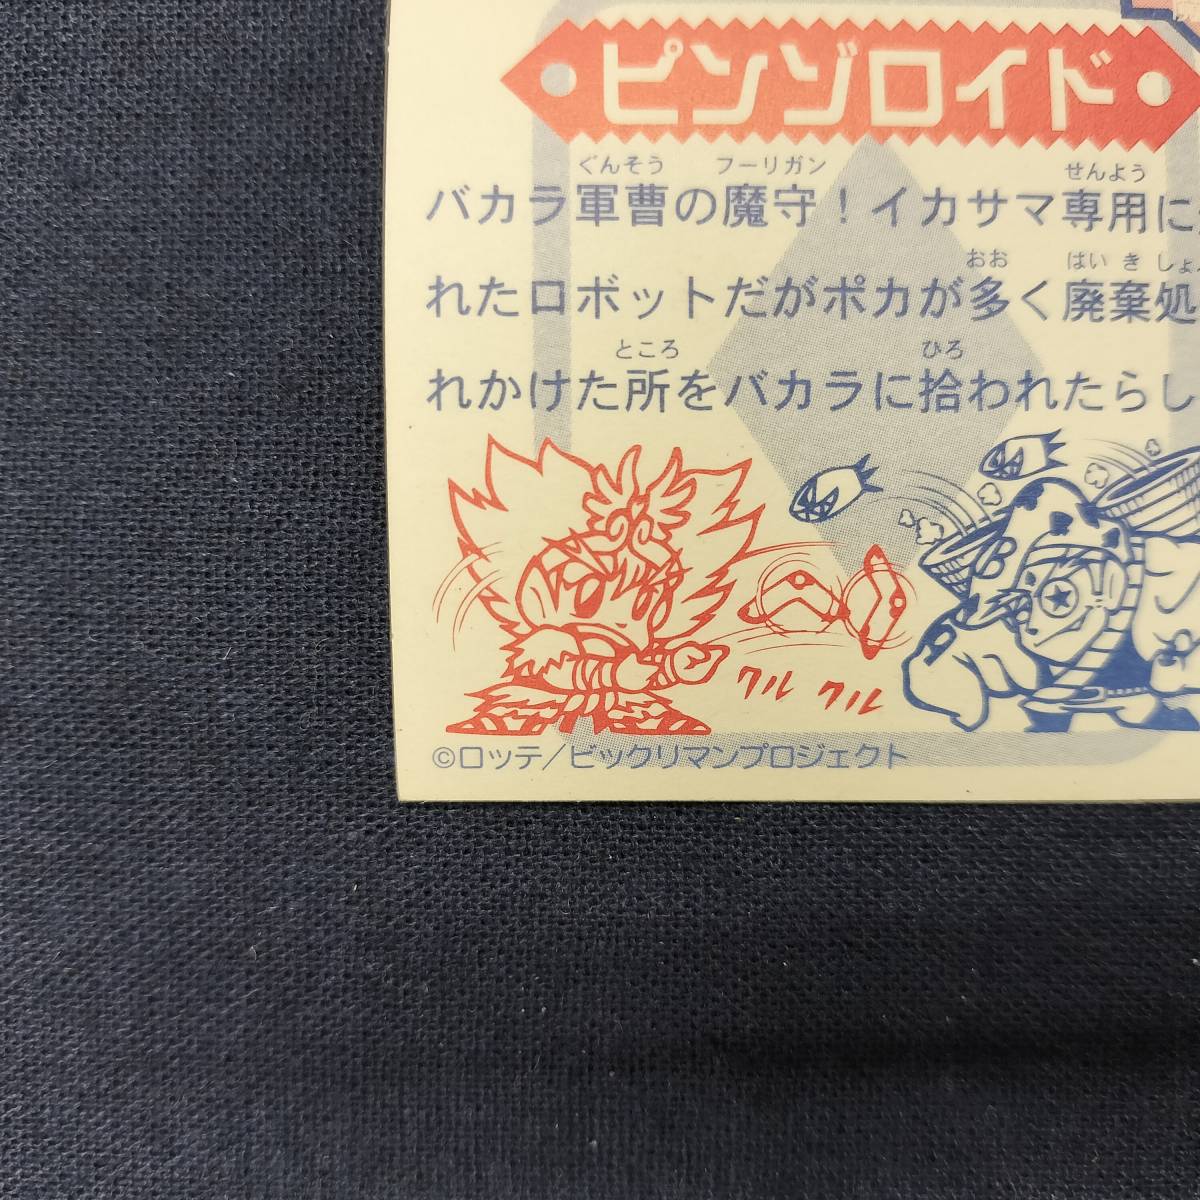 ピンゾロイド
ぐんそう フーリガン せんよう
バカラ軍曹の魔守！イカサマ専用に
おお はい き しょ
れたロボットだがポカが多く廃棄処
ところ ひろ
れかけた所をバカラに拾われたらし
クル クル
©ロッテ/ビックリマンプロジェクト